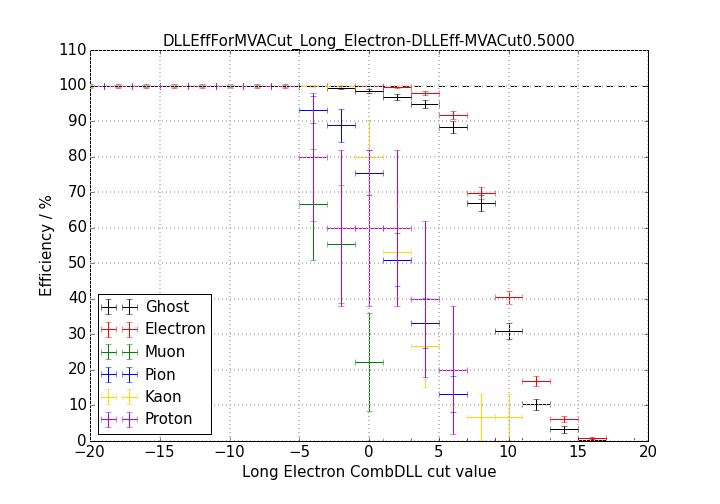 DLLEffForMVACut_Long_Electron-DLLEff-MVACut0.5000
110
100
90
80
70
60
50
40
30
20
10
0
Efficiency / %
Ghost
Electron
Muon
Pion
Kaon
Proton
−20 −15 −10 −5 0 5 10 15 20
Long Electron CombDLL cut value